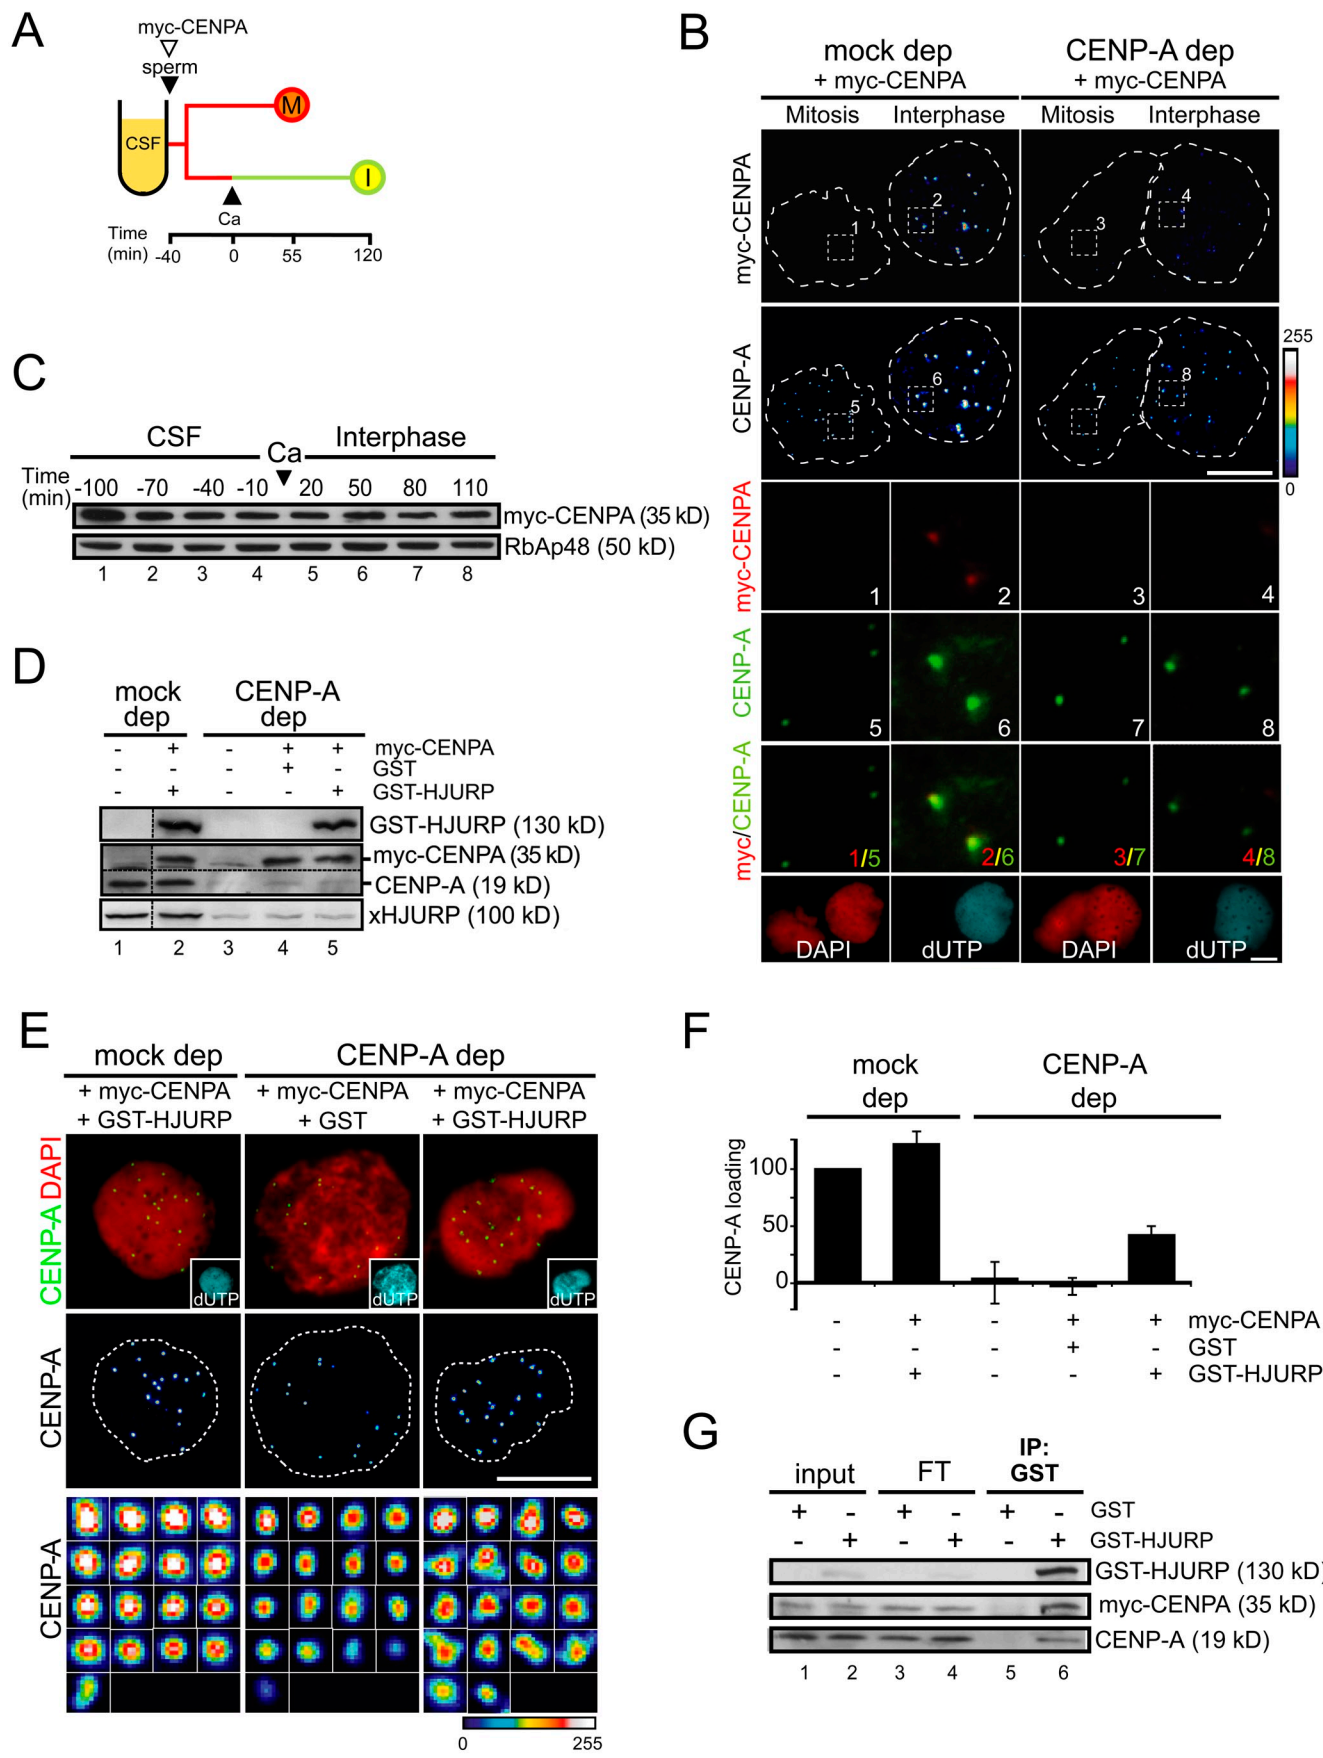 A
myc-CENPA
sperm
CSF
M
I
Ca
Time
(min) -40 0 55 120
B
mock dep CENP-A dep
+ myc-CENPA + myc-CENPA
Mitosis Interphase Mitosis Interphase
myc-CENPA
1 2 3 4
CENP-A
5 6 7 8
255
0
myc-CENPA
1 2 3 4
CENP-A
5 6 7 8
myc/CENP-A
1/5 2/6 3/7 4/8
DAPI dUTP DAPI dUTP
C
CSF Ca Interphase
Time
(min) -100 -70 -40 -10 20 50 80 110
myc-CENPA (35 kD)
RbAp48 (50 kD)
1 2 3 4 5 6 7 8
D
mock dep CENP-A dep
- + - + + myc-CENPA
- - - + - GST
- + - - + GST-HJURP
GST-HJURP (130 kD)
myc-CENPA (35 kD)
CENP-A (19 kD)
xHJURP (100 kD)
1 2 3 4 5
E
mock dep CENP-A dep
+ myc-CENPA + myc-CENPA + myc-CENPA
+ GST-HJURP + GST + GST-HJURP
CENP-A DAPI
dUTP dUTP dUTP
CENP-A
CENP-A
0 255
F
mock dep CENP-A dep
CENP-A loading
100
50
0
- + - + + myc-CENPA
- - - + - GST
- + - - + GST-HJURP
G
input FT IP: GST
+ - + - + - GST
- + - + - + GST-HJURP
GST-HJURP (130 kD)
myc-CENPA (35 kD)
CENP-A (19 kD)
1 2 3 4 5 6